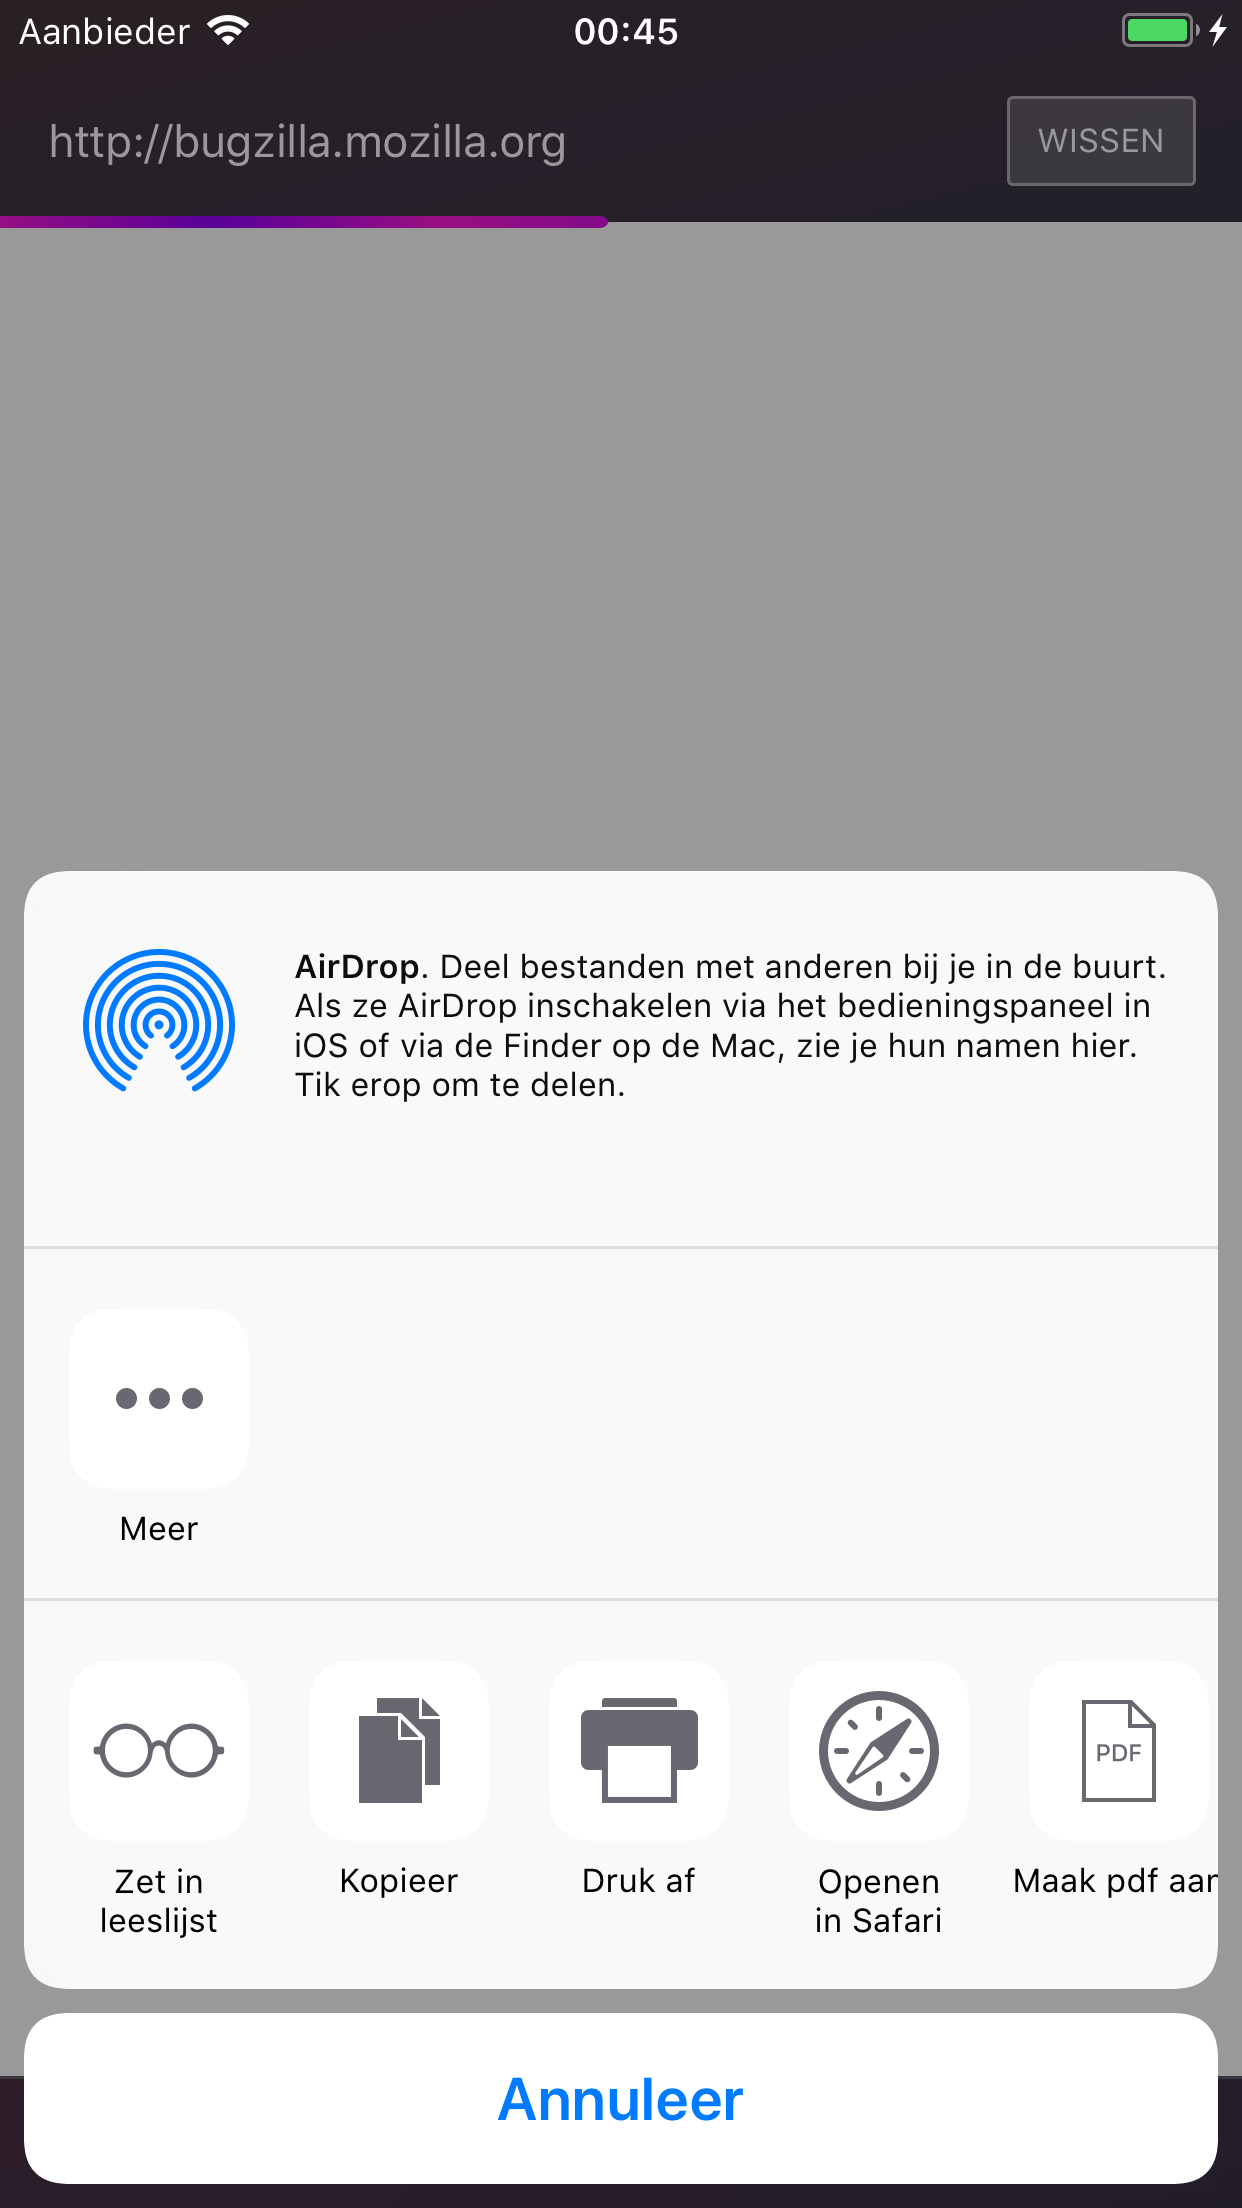 Aanbieder 00:45
http://bugzilla.mozilla.org WISSEN
AirDrop. Deel bestanden met anderen bij je in de buurt.
Als ze AirDrop inschakelen via het bedieningspaneel in
iOS of via de Finder op de Mac, zie je hun namen hier.
Tik erop om te delen.
Meer
PDF
Zet in
leeslijst
Kopieer
Druk af
Openen
in Safari
Maak pdf aan
Annuleer